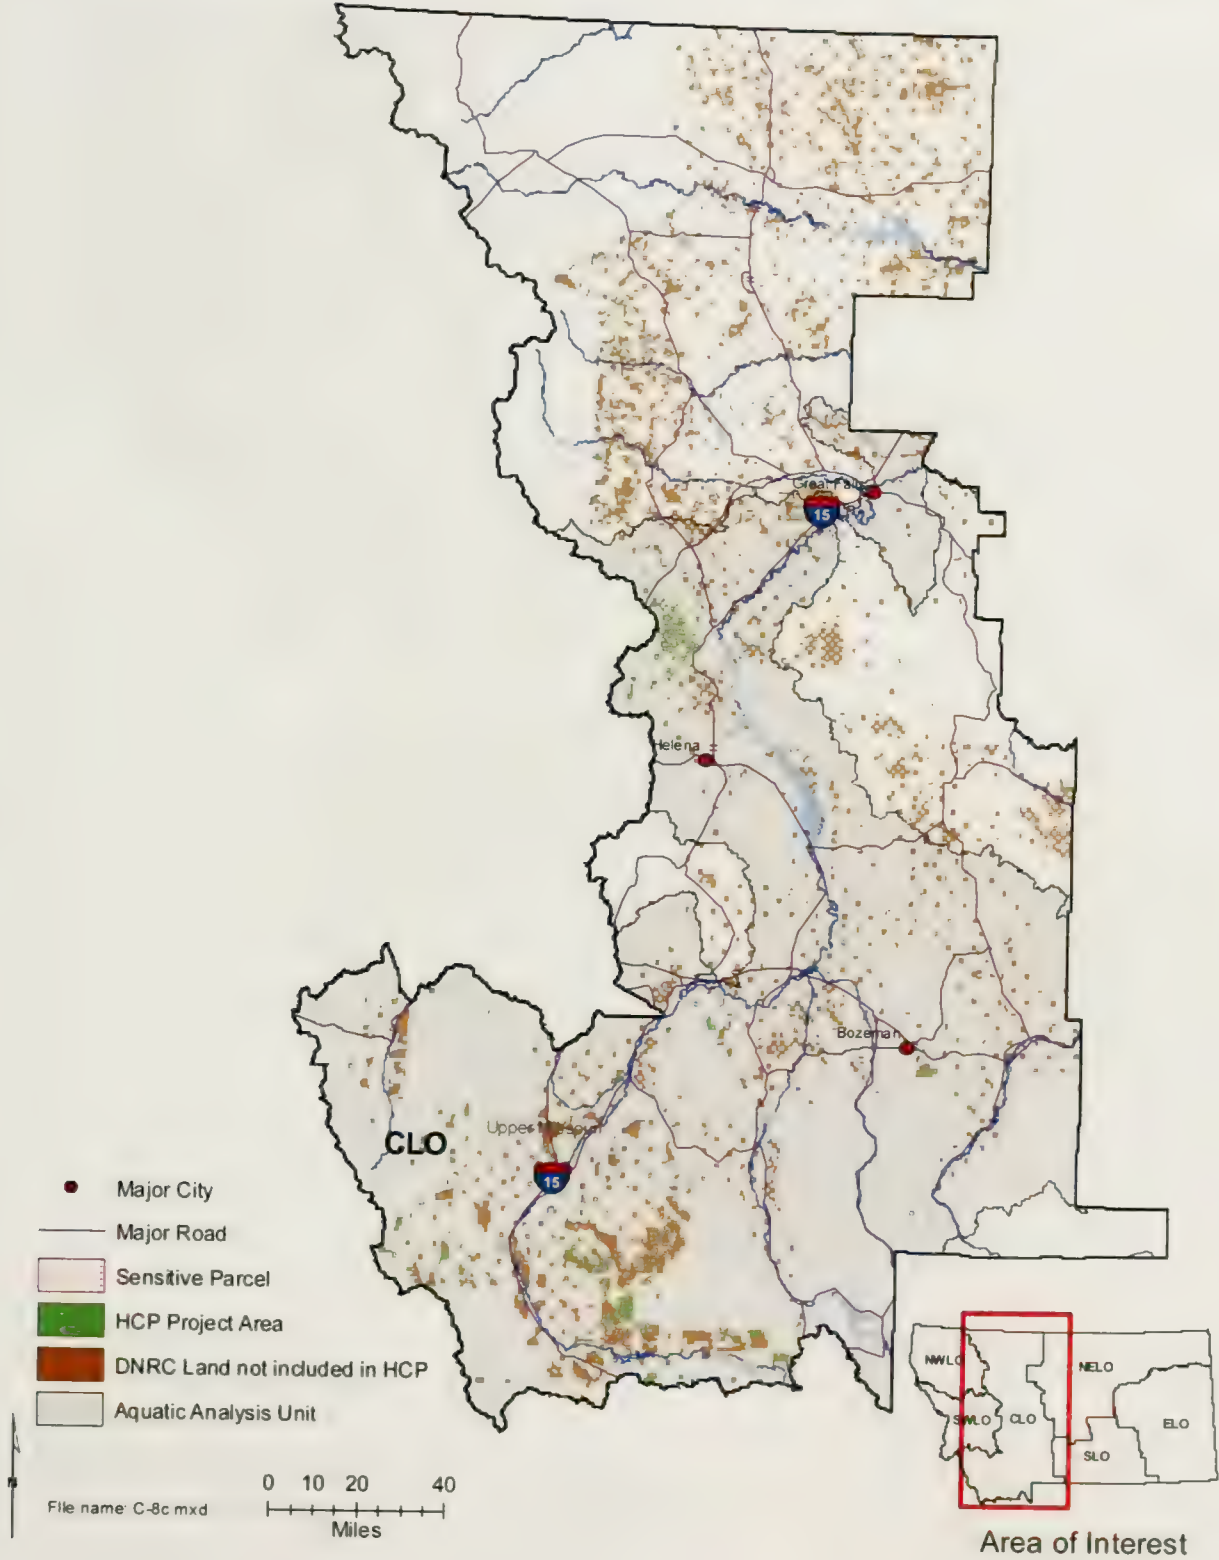 Great Falls
15
Helena
Bozeman
Upper Missouri
CLO
15
Major City
Major Road
Sensitive Parcel
HCP Project Area
DNRC Land not included in HCP
Aquatic Analysis Unit
N
File name: C-8c.mxd
0 10 20 40
Miles
NWLO
NELO
SWLO
CLO
ELO
SLO
Area of Interest